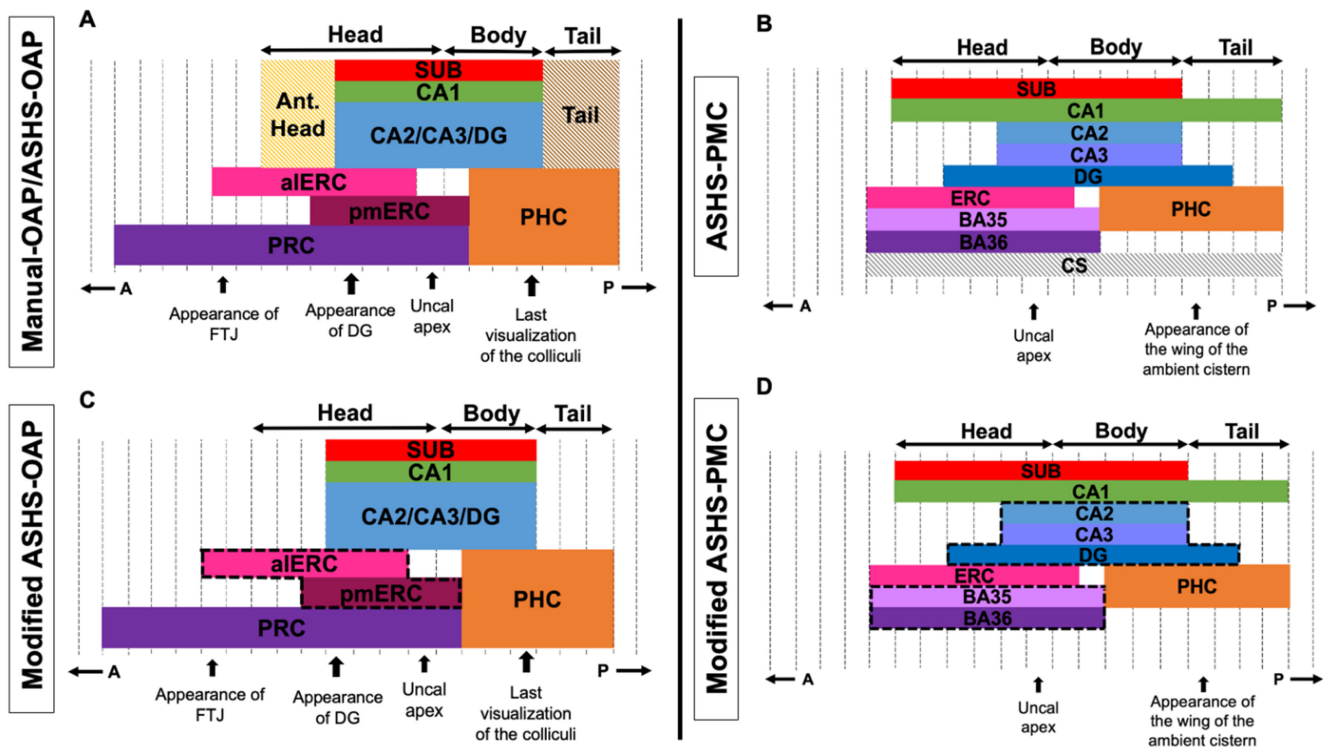 Manual-OAP/ASHS-OAP
A
Head
Body
Tail
SUB
CA1
Ant.
Head
CA2/CA3/DG
Tail
alERC
pmERC
PHC
PRC
A
P
Appearance of
FTJ
Appearance
of DG
Uncal
apex
Last
visualization
of the colliculi
ASHS-PMC
B
Head
Body
Tail
SUB
CA1
CA2
CA3
DG
ERC
BA35
PHC
BA36
CS
A
P
Uncal
apex
Appearance of
the wing of the
ambient cistern
Modified ASHS-OAP
C
Head
Body
Tail
SUB
CA1
CA2/CA3/DG
alERC
pmERC
PHC
PRC
A
P
Appearance of
FTJ
Appearance
of DG
Uncal
apex
Last
visualization
of the colliculi
Modified ASHS-PMC
D
Head
Body
Tail
SUB
CA1
CA2
CA3
DG
ERC
BA35
PHC
BA36
A
P
Uncal
apex
Appearance of
the wing of the
ambient cistern